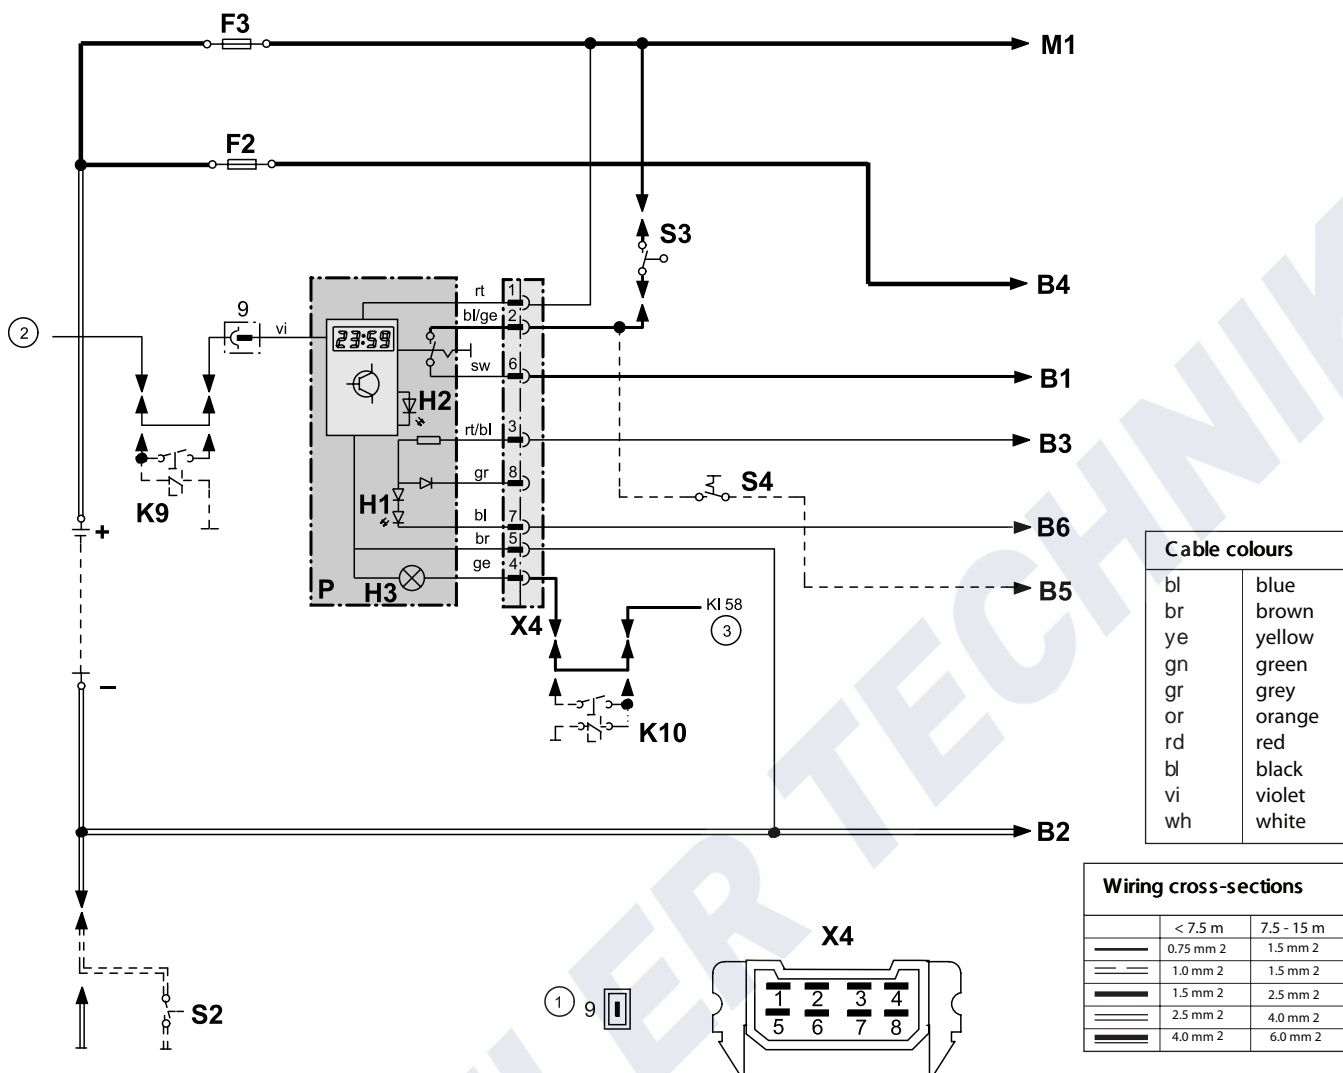 F3
M1
F2
S3
B4
9
rt
1
2
vi
bl/ge
2
23:59
sw
6
B1
H2
rt/bl
3
B3
gr
8
S4
H1
K9
bl
7
B6
+
br
5
ge
4
B5
P
H3
X4
KI 58
3
–
K10
B2
S2
1
9
X4
1 2 3 4
5 6 7 8
Cable colours
bl blue
br brown
ye yellow
gn green
gr grey
or orange
rd red
bl black
vi violet
wh white
Wiring cross-sections
< 7.5 m 7.5 - 15 m
0.75 mm 2 1.5 mm 2
1.0 mm 2 1.5 mm 2
1.5 mm 2 2.5 mm 2
2.5 mm 2 4.0 mm 2
4.0 mm 2 6.0 mm 2
LER TECHNIK